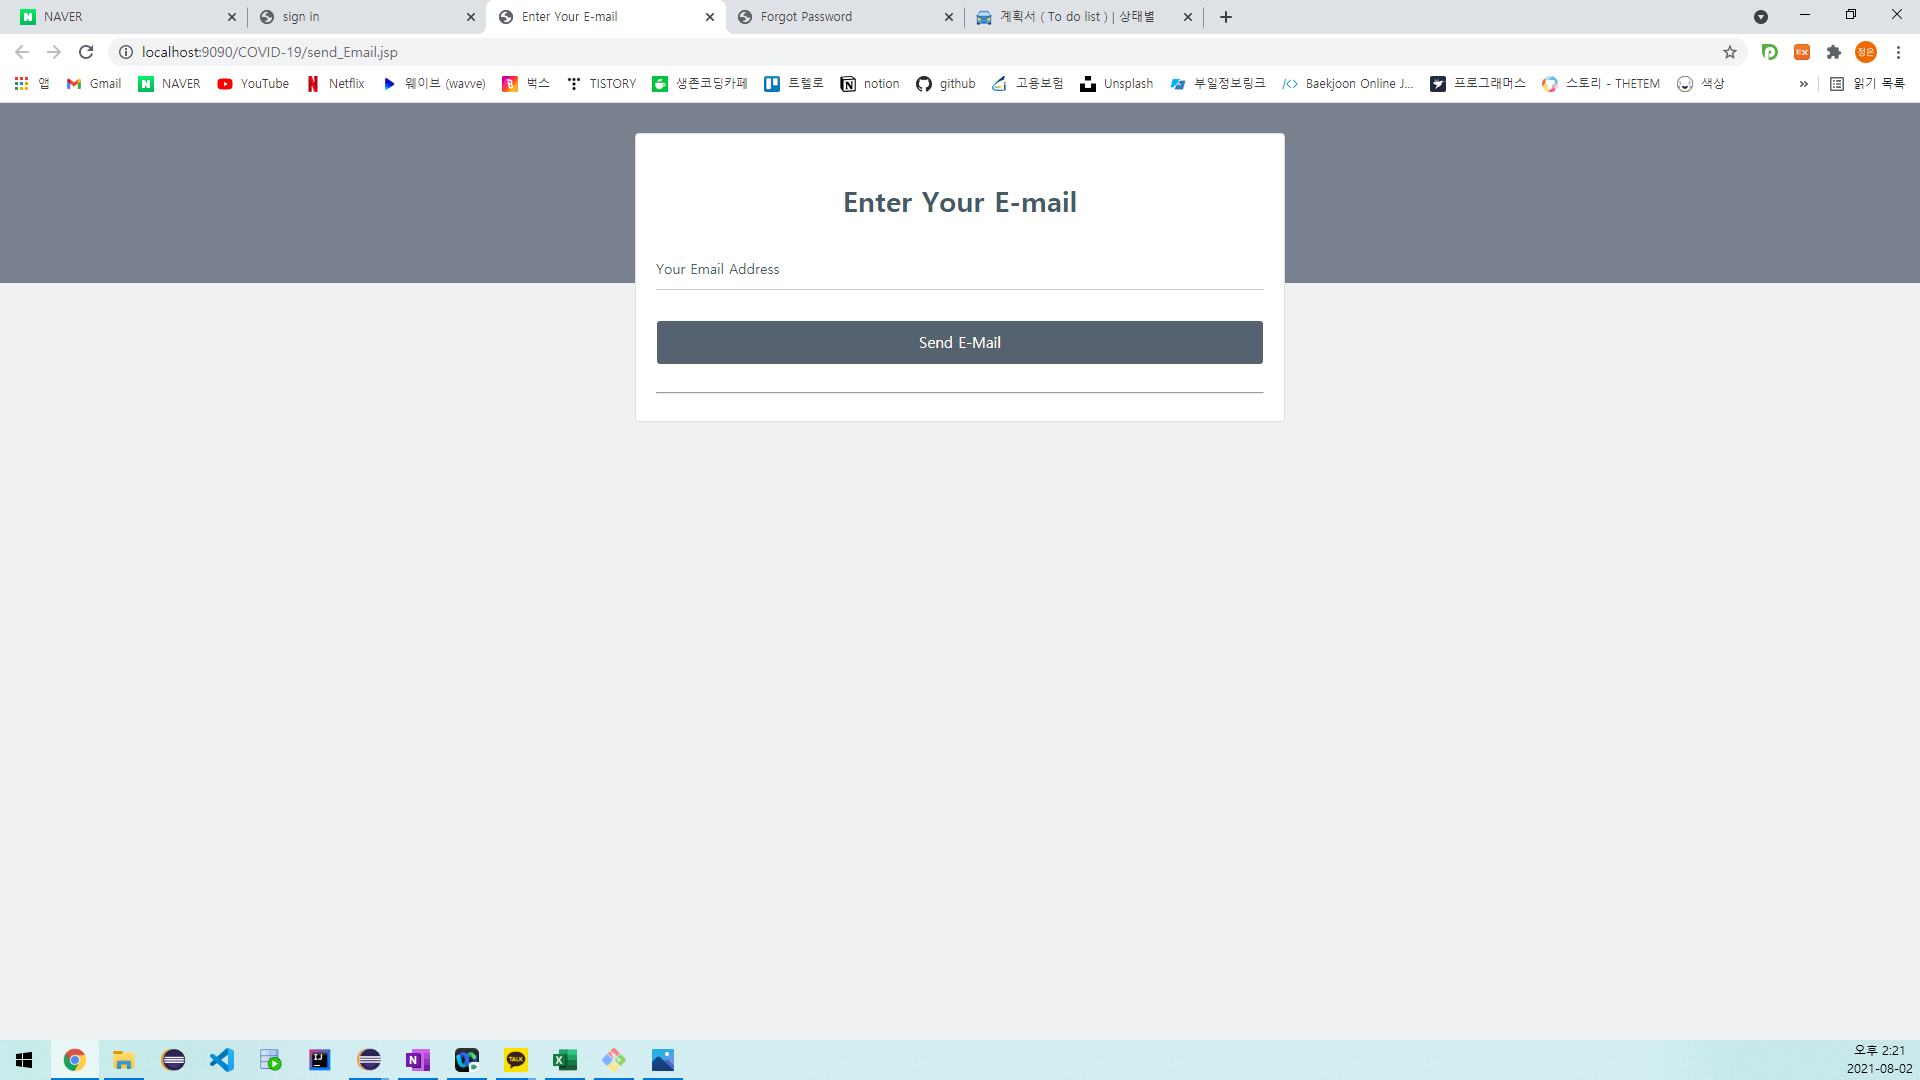 NAVER
sign in
Enter Your E-mail
Forgot Password
계획서 ( To do list ) | 상태별
localhost:9090/COVID-19/send_Email.jsp
EX
정은
앱
Gmail
NAVER
YouTube
Netflix
웨이브 (wavve)
벅스
TISTORY
생존코딩카페
트렐로
notion
github
고용보험
Unsplash
부일정보링크
Baekjoon Online J...
프로그래머스
스토리 - THETEM
색상
»
읽기 목록
Enter Your E-mail
Your Email Address
Send E-Mail
오후 2:21
2021-08-02